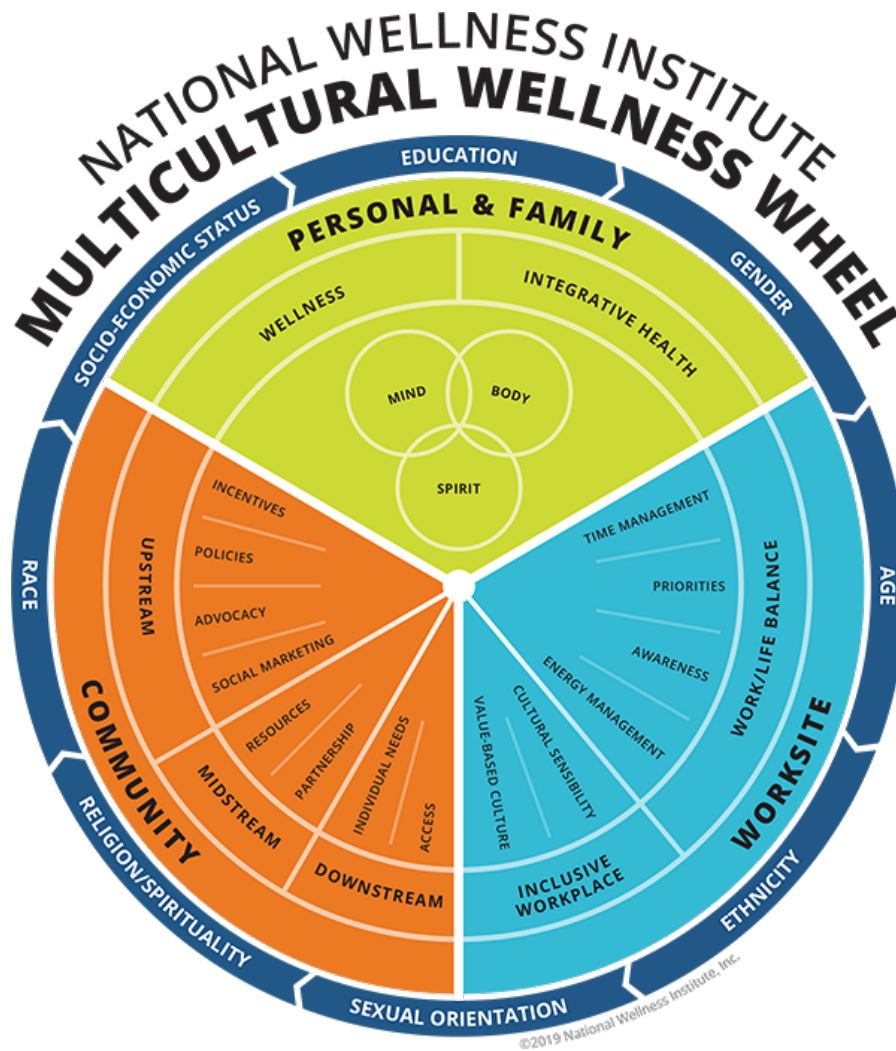 NATIONAL WELLNESS INSTITUTE
MULTICULTURAL WELLNESS WHEEL
EDUCATION
GENDER
AGE
ETHNICITY
SEXUAL ORIENTATION
RELIGION/SPIRITUALITY
RACE
SOCIO-ECONOMIC STATUS
PERSONAL & FAMILY
WELLNESS
INTEGRATIVE HEALTH
MIND
BODY
SPIRIT
WORKSITE
WORK/LIFE BALANCE
TIME MANAGEMENT
PRIORITIES
AWARENESS
ENERGY MANAGEMENT
INCLUSIVE
WORKPLACE
CULTURAL SENSIBILITY
VALUE-BASED CULTURE
COMMUNITY
DOWNSTREAM
ACCESS
INDIVIDUAL NEEDS
MIDSTREAM
PARTNERSHIP
RESOURCES
UPSTREAM
SOCIAL MARKETING
ADVOCACY
POLICIES
INCENTIVES
©2019 National Wellness Institute, Inc.